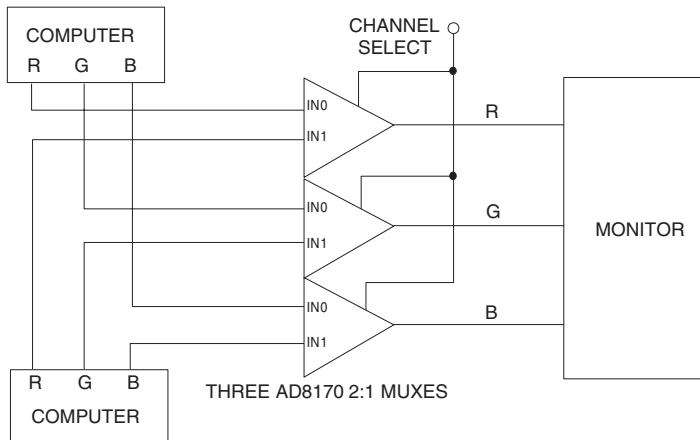 CHANNEL
SELECT
COMPUTER
R G B
IN0
IN1
R
IN0
IN1
G
MONITOR
IN0
IN1
B
R G B
COMPUTER
THREE AD8170 2:1 MUXES